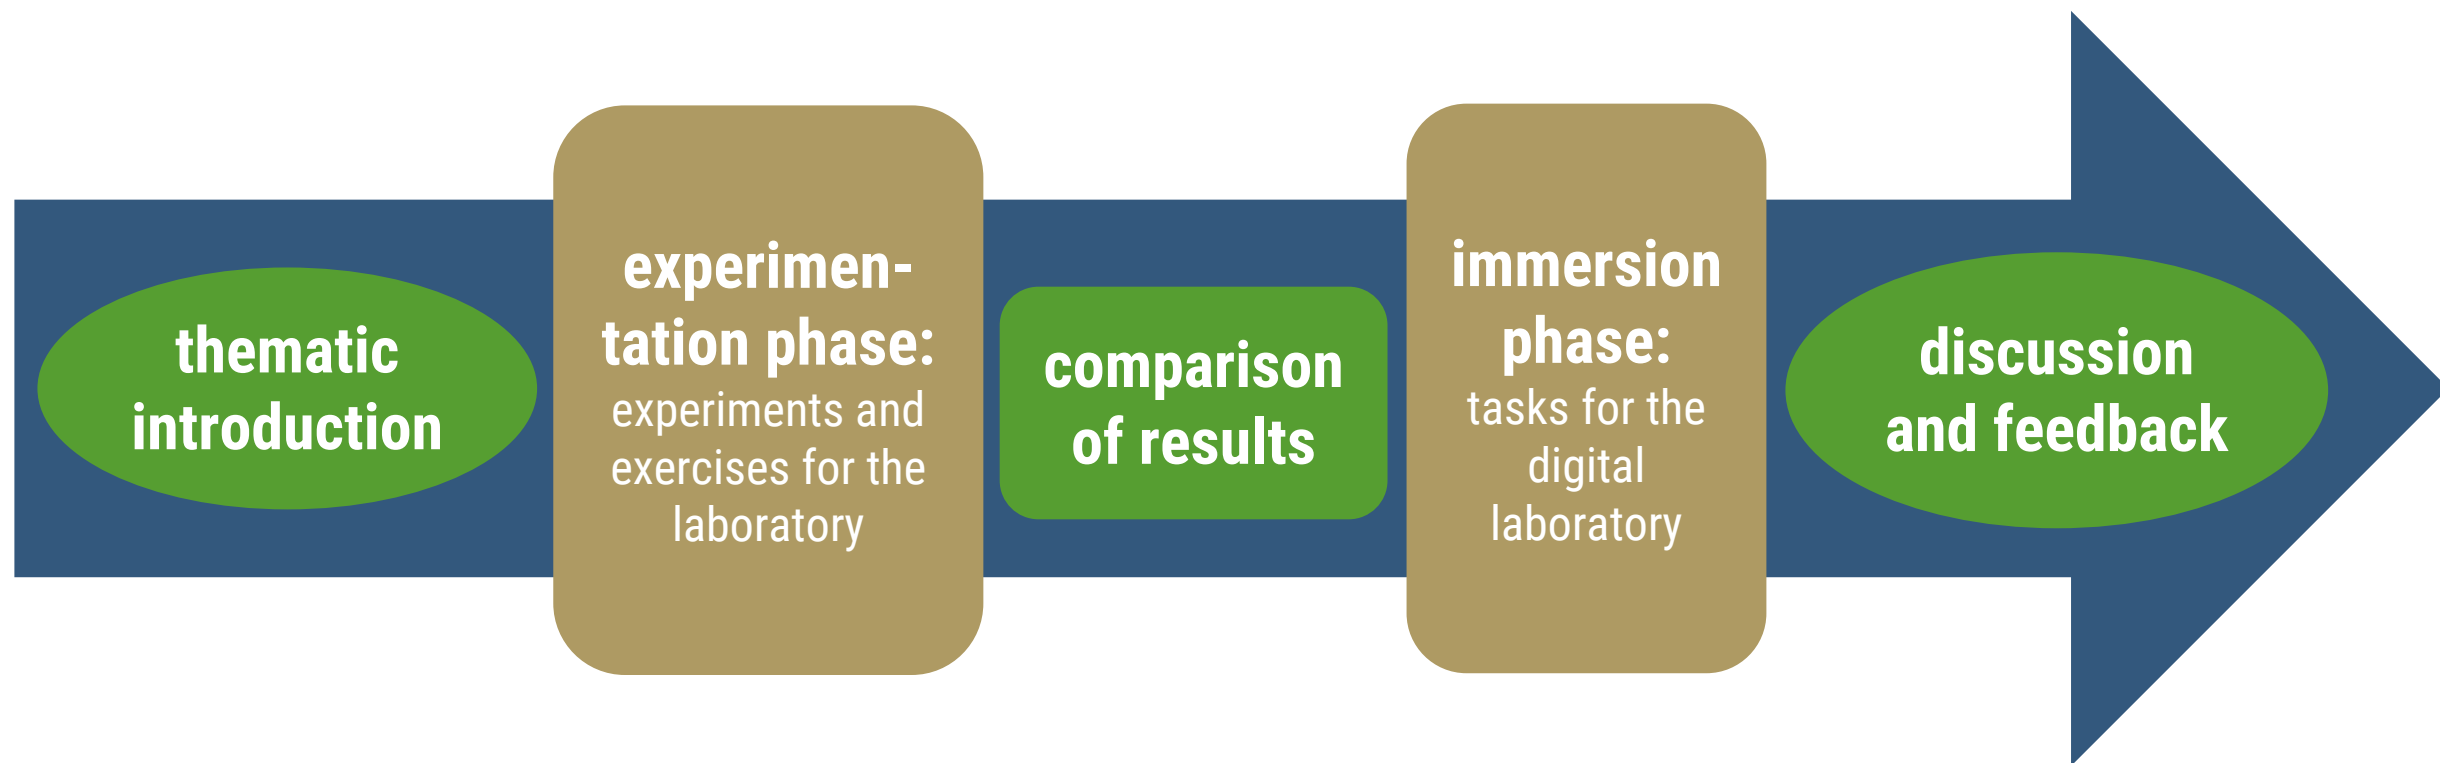 thematic
introduction
experimen-
tation phase:
experiments and
exercises for the
laboratory
comparison
of results
immersion
phase:
tasks for the
digital
laboratory
discussion
and feedback